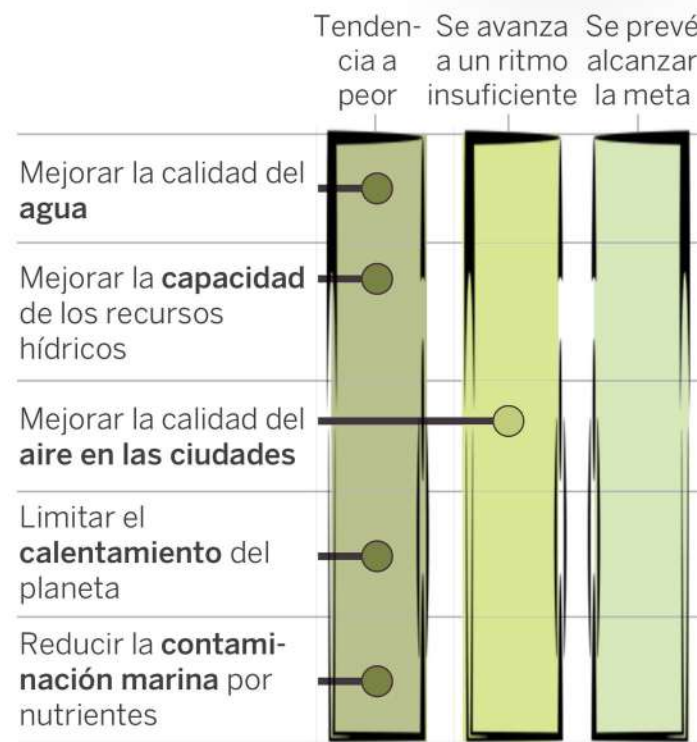 Tenden-
cia a
peor
Se avanza
a un ritmo
insuficiente
Se prevé
alcanzar
la meta
Mejorar la calidad del
agua
Mejorar la capacidad
de los recursos
hídricos
Mejorar la calidad del
aire en las ciudades
Limitar el
calentamiento del
planeta
Reducir la contami-
nación marina por
nutrientes